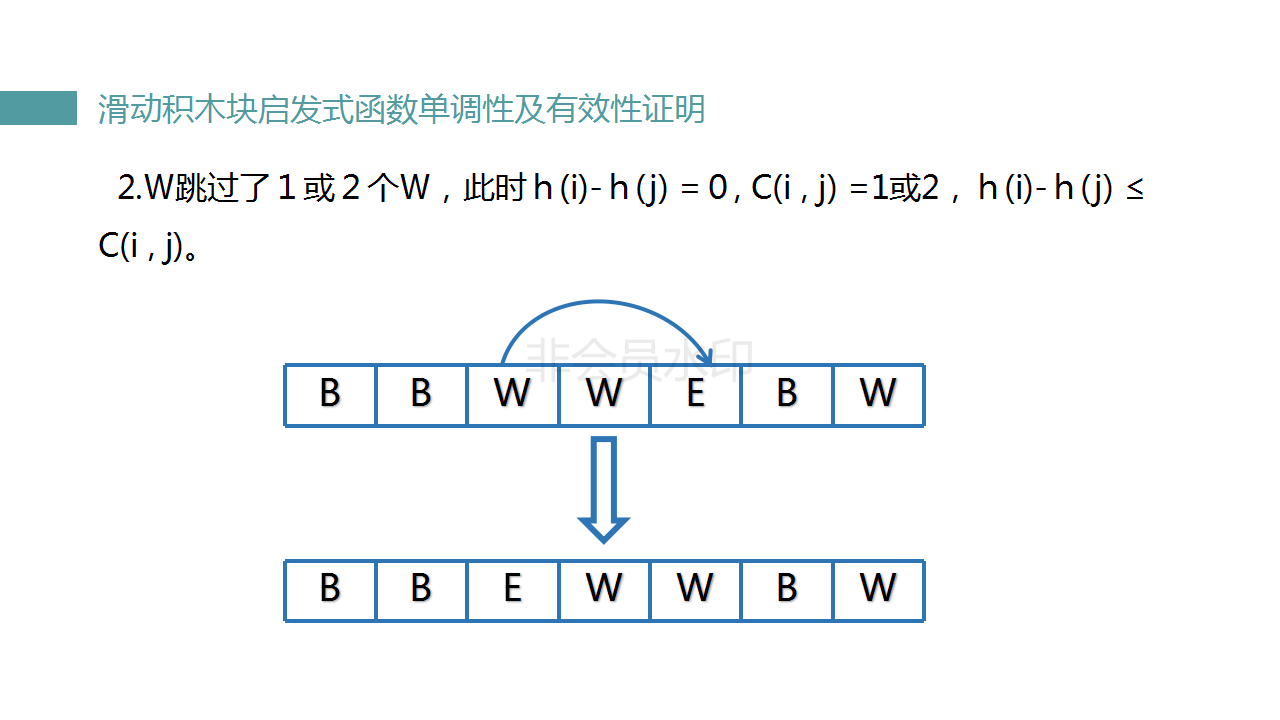 滑动积木块启发式函数单调性及有效性证明
2.W跳过了１或２个W，此时ｈ(i)-ｈ(j) =０, C(i , j) =1或2，ｈ(i)-ｈ(j) ≤
C(i , j)。
非会员水印
B B W W E B W
B B E W W B W